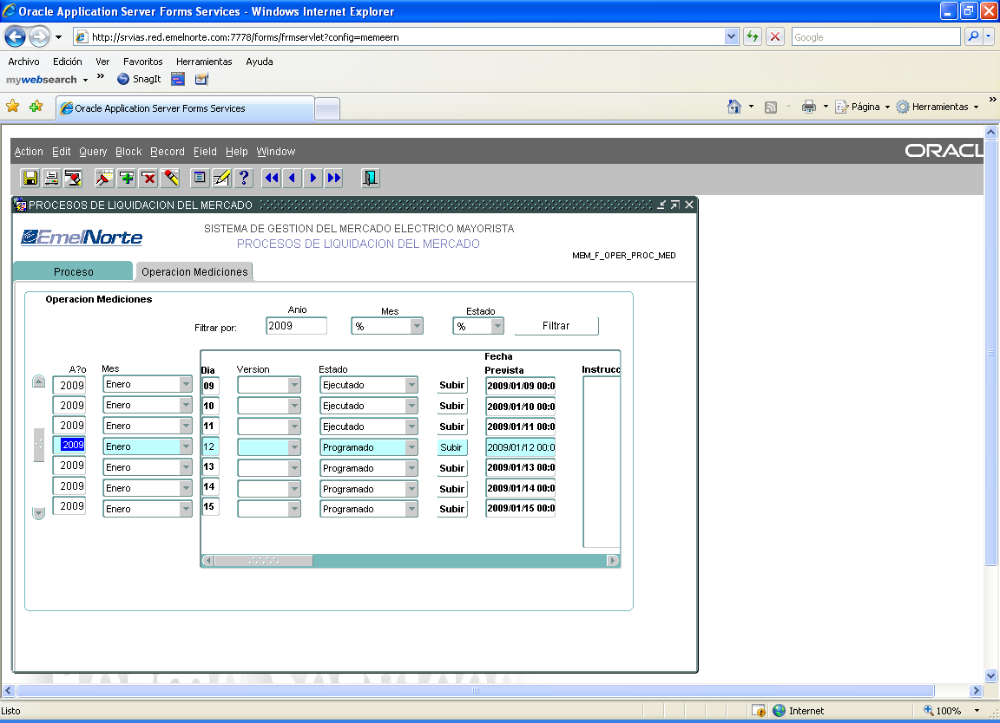 Oracle Application Server Forms Services - Windows Internet Explorer
http://srvias.red.emelnorte.com:7778/forms/frmservlet?config=memeern
Google
Archivo Edición Ver Favoritos Herramientas Ayuda
mywebsearch » SnagIt
Oracle Application Server Forms Services
Página Herramientas »
Action Edit Query Block Record Field Help Window
ORACL
PROCESOS DE LIQUIDACION DEL MERCADO
EmelNorte
SISTEMA DE GESTION DEL MERCADO ELECTRICO MAYORISTA
PROCESOS DE LIQUIDACION DEL MERCADO
MEM_F_OPER_PROC_MED
Proceso Operacion Mediciones
Operacion Mediciones
Anio Mes Estado
Filtrar por: 2009 % % Filtrar
Fecha
A?o Mes Dia Version Estado Prevista Instrucc
2009 Enero 09 Ejecutado Subir 2009/01/09 00:0
2009 Enero 10 Ejecutado Subir 2009/01/10 00:0
2009 Enero 11 Ejecutado Subir 2009/01/11 00:0
2009 Enero 12 Programado Subir 2009/01/12 00:0
2009 Enero 13 Programado Subir 2009/01/13 00:0
2009 Enero 14 Programado Subir 2009/01/14 00:0
2009 Enero 15 Programado Subir 2009/01/15 00:0
Listo Internet 100%